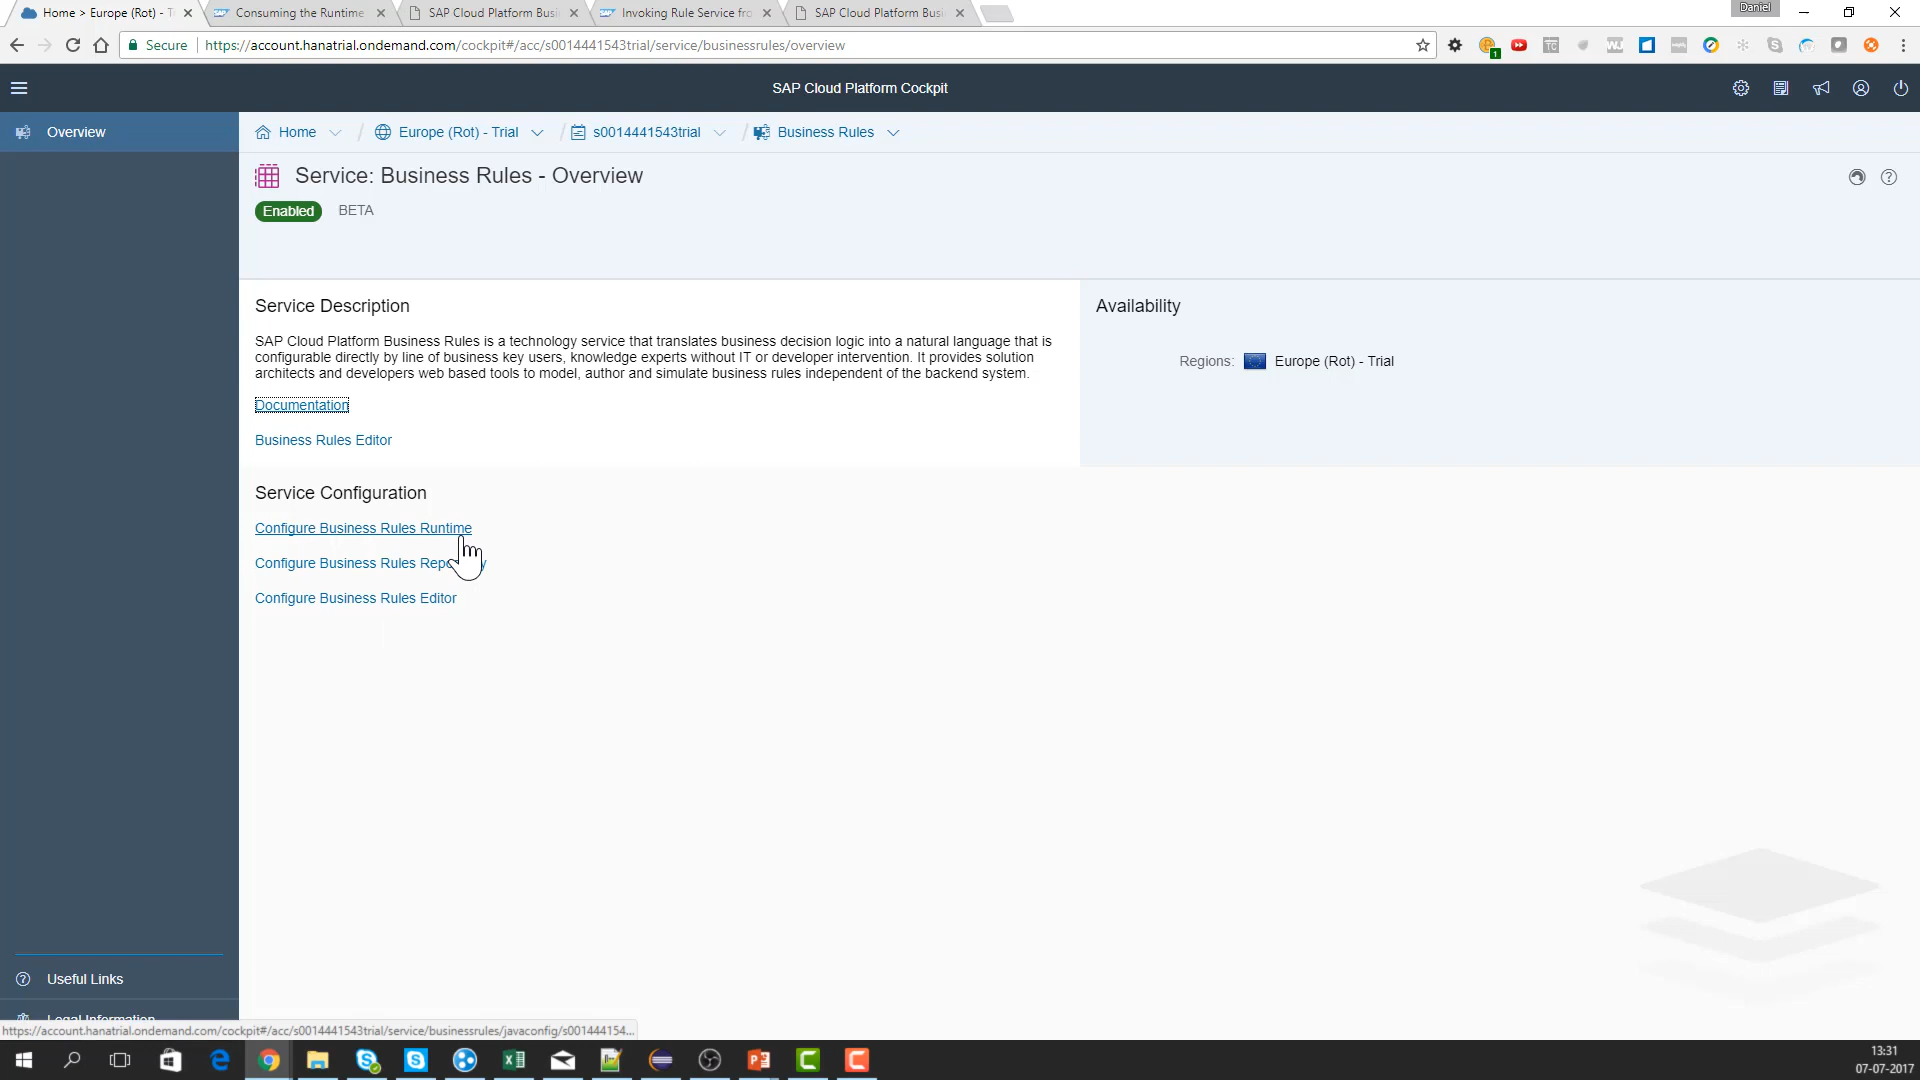 Home > Europe (Rot) - T
Consuming the Runtime
SAP Cloud Platform Busi
Invoking Rule Service fro
SAP Cloud Platform Busi
Daniel
Secure
https://account.hanatrial.ondemand.com/cockpit#/acc/s0014441543trial/service/businessrules/overview
SAP Cloud Platform Cockpit
Overview
Home / Europe (Rot) - Trial / s0014441543trial / Business Rules
Service: Business Rules - Overview
Enabled BETA
Service Description
SAP Cloud Platform Business Rules is a technology service that translates business decision logic into a natural language that is
configurable directly by line of business key users, knowledge experts without IT or developer intervention. It provides solution
architects and developers web based tools to model, author and simulate business rules independent of the backend system.
Documentation
Business Rules Editor
Availability
Regions: Europe (Rot) - Trial
Service Configuration
Configure Business Rules Runtime
Configure Business Rules Repo y
Configure Business Rules Editor
Useful Links
Legal Information
https://account.hanatrial.ondemand.com/cockpit#/acc/s0014441543trial/service/businessrules/javaconfig/s001444154...
13:31
07-07-2017